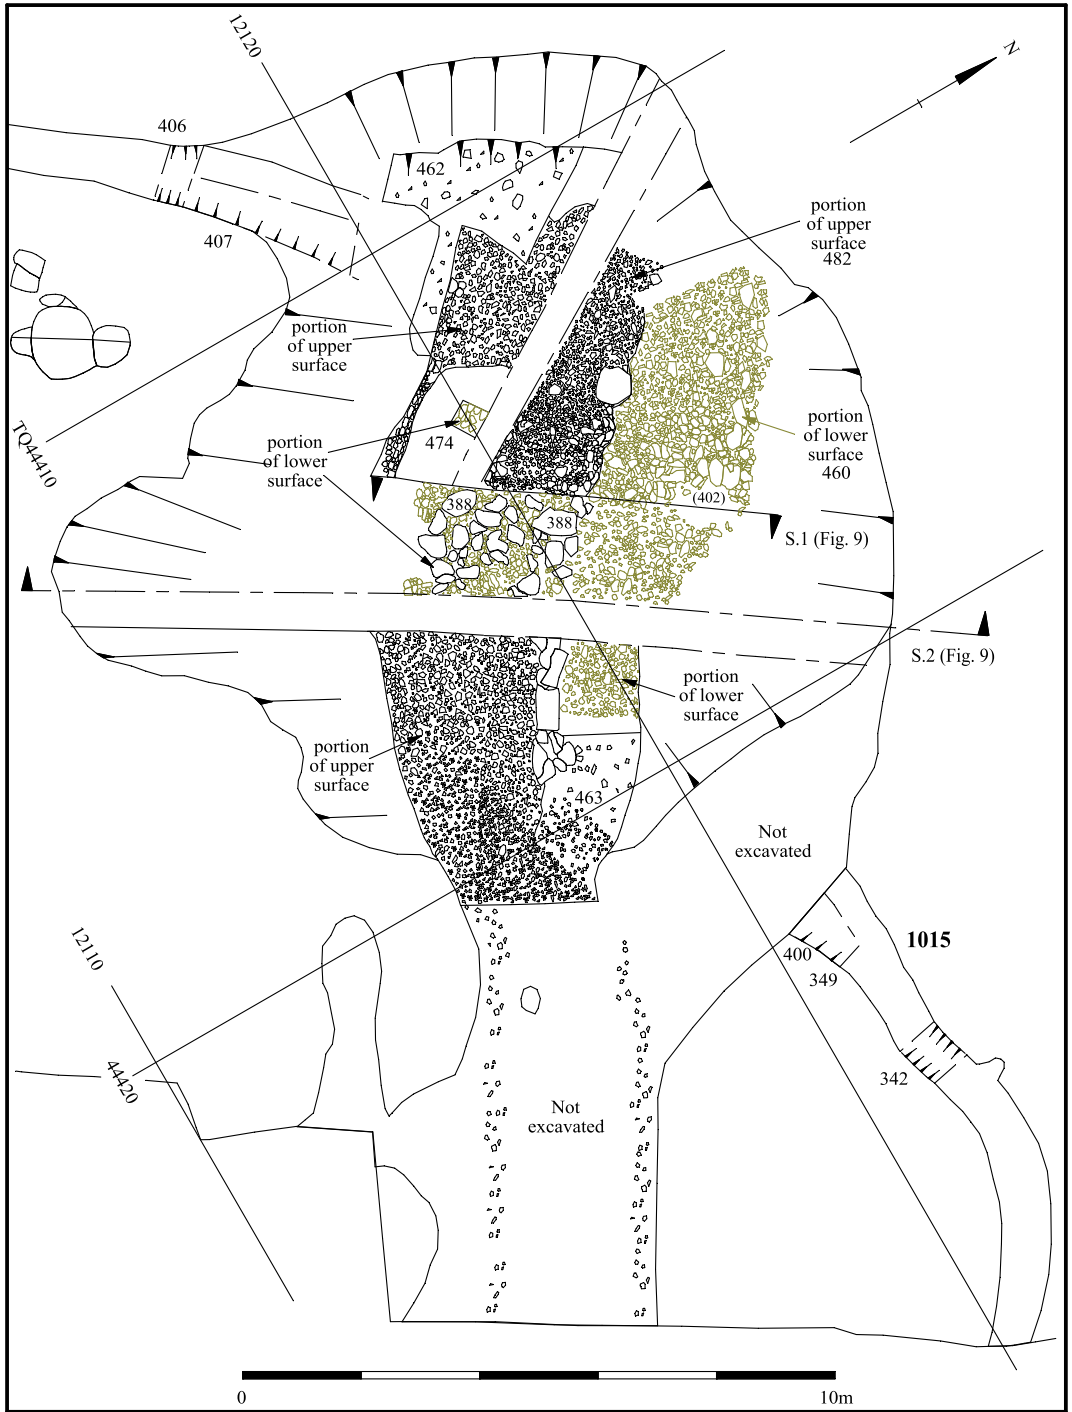 12120
N
406
462
407
portion
of upper
surface
482
portion
of upper
surface
portion
of lower
surface
474
portion
of lower
surface
460
TQ44410
(402)
388
388
S.1 (Fig. 9)
S.2 (Fig. 9)
portion
of lower
surface
portion
of upper
surface
463
Not
excavated
1015
400
349
12110
342
44420
Not
excavated
0
10m